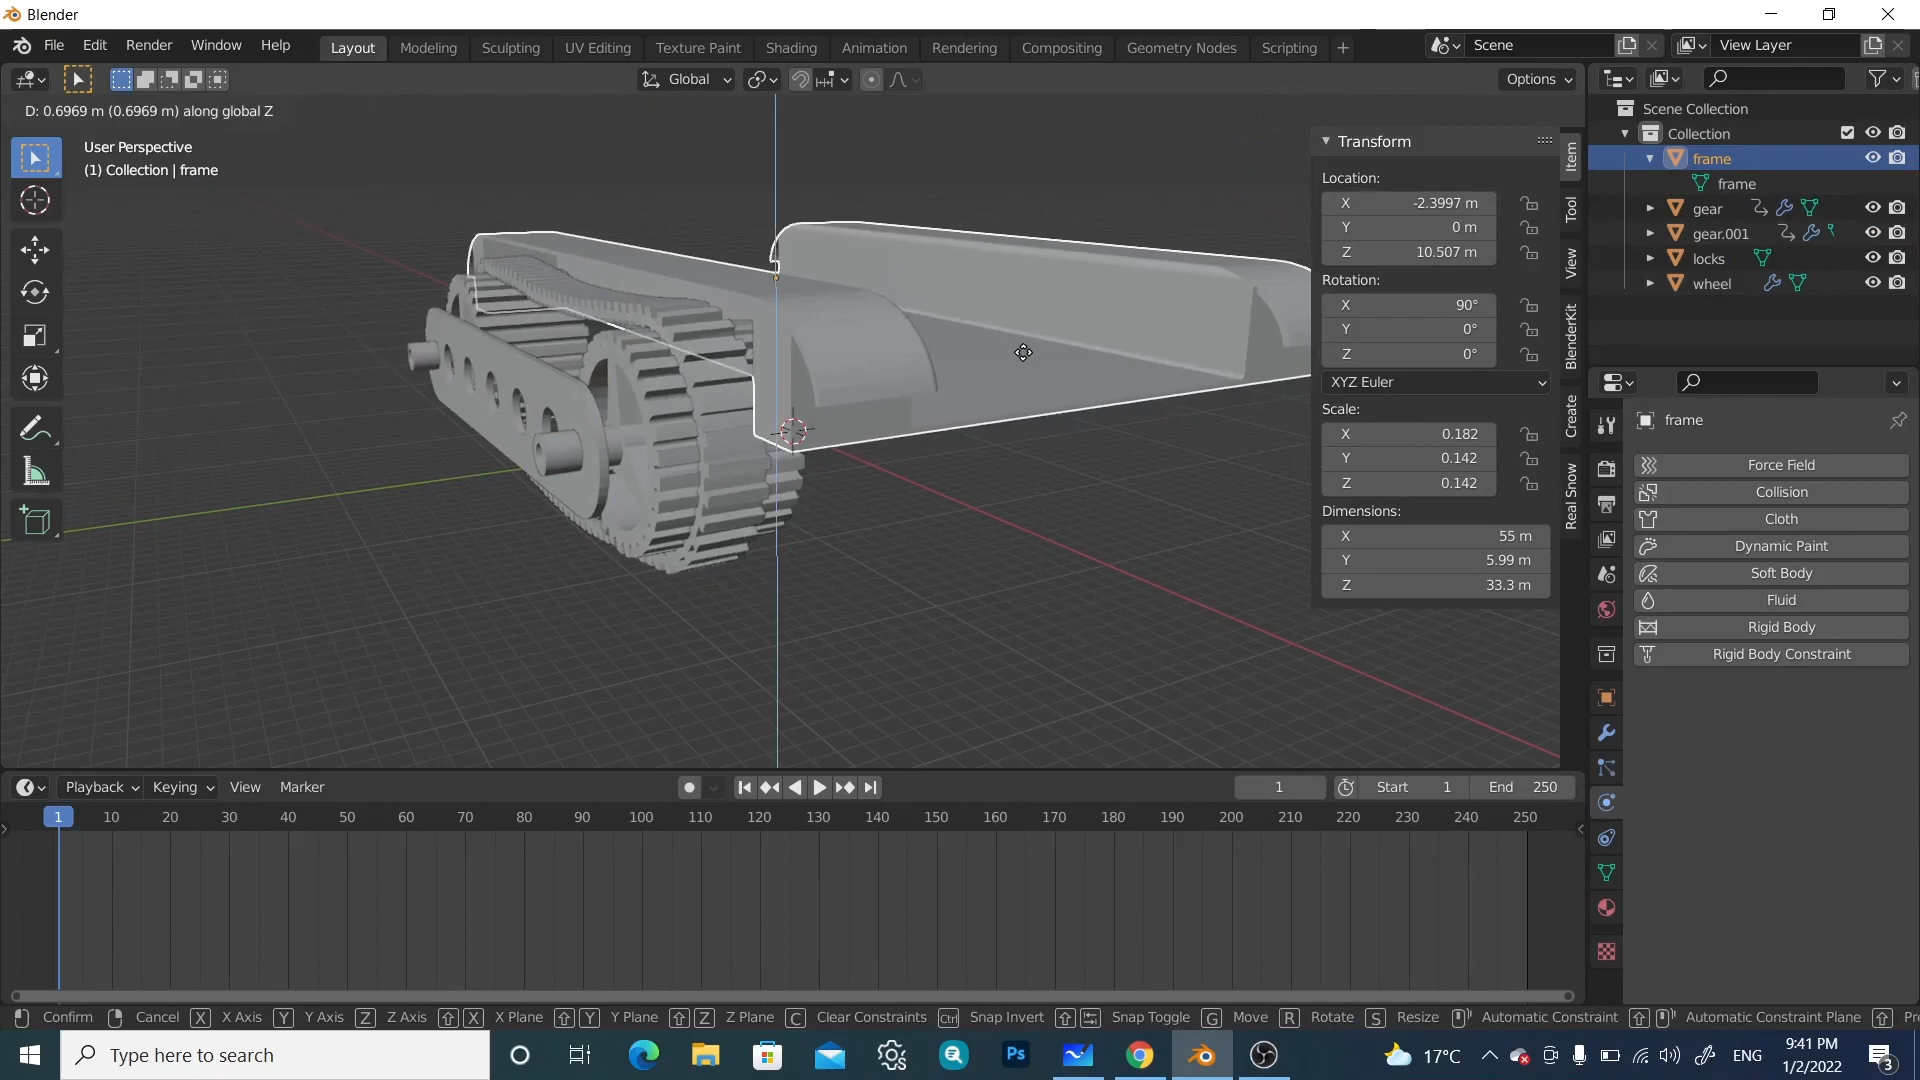 Blender
File Edit Render Window Help Layout Modeling Sculpting UV Editing Texture Paint Shading Animation Rendering Compositing Geometry Nodes Scripting + Scene View Layer
Global Options
D: 0.6969 m (0.6969 m) along global Z
User Perspective
(1) Collection | frame
Transform
Location:
X -2.3997 m
Y 0 m
Z 10.507 m
Rotation:
X 90°
Y 0°
Z 0°
XYZ Euler
Scale:
X 0.182
Y 0.142
Z 0.142
Dimensions:
X 55 m
Y 5.99 m
Z 33.3 m
Item
Tool
View
BlenderKit
Create
Real Snow
Scene Collection
Collection
frame
frame
gear
gear.001
locks
wheel
frame
Force Field
Collision
Cloth
Dynamic Paint
Soft Body
Fluid
Rigid Body
Rigid Body Constraint
Playback Keying View Marker 1 Start 1 End 250
1 10 20 30 40 50 60 70 80 90 100 110 120 130 140 150 160 170 180 190 200 210 220 230 240 250
Confirm Cancel X X Axis Y Y Axis Z Z Axis X X Plane Y Y Plane Z Z Plane C Clear Constraints Ctrl Snap Invert Snap Toggle G Move R Rotate S Resize Automatic Constraint Automatic Constraint Plane
Type here to search Ps 17°C ENG 9:41 PM
1/2/2022 3